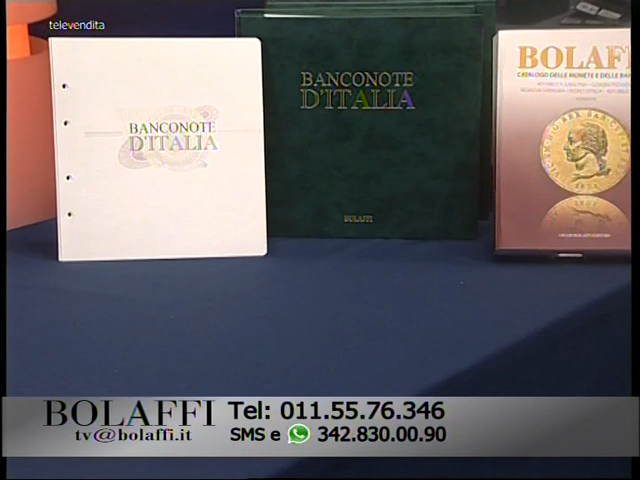 televendita
BANCONOTE
D'ITALIA
BANCONOTE
D'ITALIA
BOLAFFI
BOLAFFI
CATALOGO DELLE MONETE E DELLE BAN
BOLAFFI
tv@bolaffi.it
Tel: 011.55.76.346
SMS e 342.830.00.90